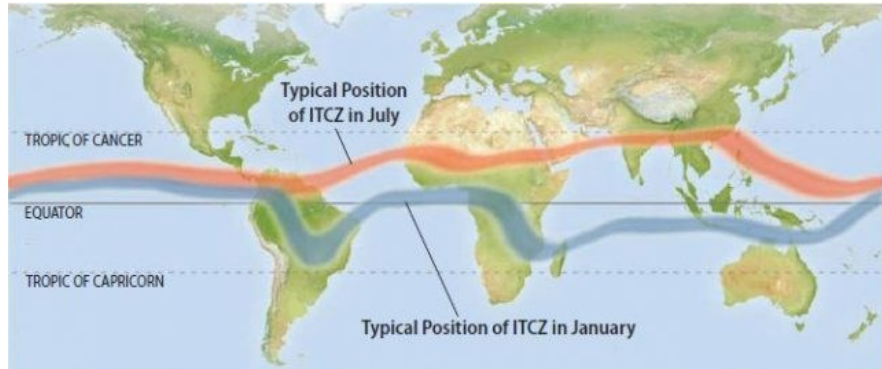 Typical Position
of ITCZ in July
TROPIC OF CANCER
EQUATOR
TROPIC OF CAPRICORN
Typical Position of ITCZ in January